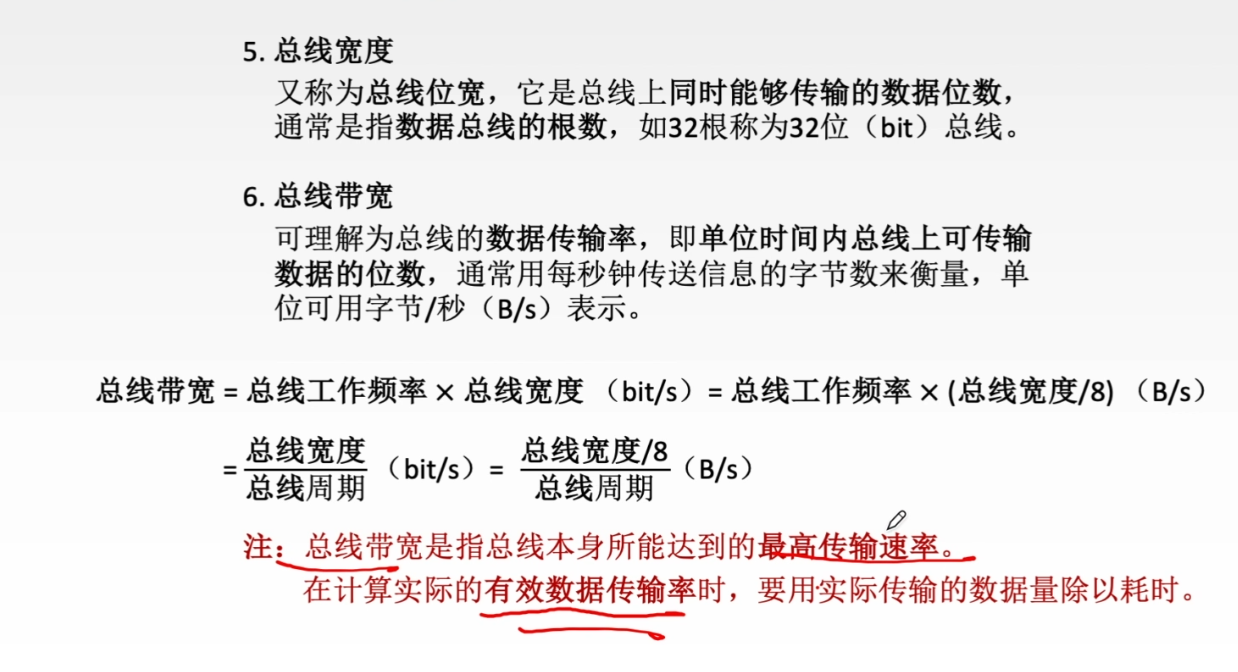 5. 总线宽度
又称为总线位宽，它是总线上同时能够传输的数据位数，
通常是指数据总线的根数，如32根称为32位（bit）总线。
6. 总线带宽
可理解为总线的数据传输率，即单位时间内总线上可传输
数据的位数，通常用每秒钟传送信息的字节数来衡量，单
位可用字节/秒（B/s）表示。
总线带宽 = 总线工作频率 × 总线宽度 （bit/s）= 总线工作频率 × (总线宽度/8) （B/s）
= 总线宽度/总线周期 （bit/s）= 总线宽度/8/总线周期 （B/s）
注：总线带宽是指总线本身所能达到的最高传输速率。
在计算实际的有效数据传输率时，要用实际传输的数据量除以耗时。